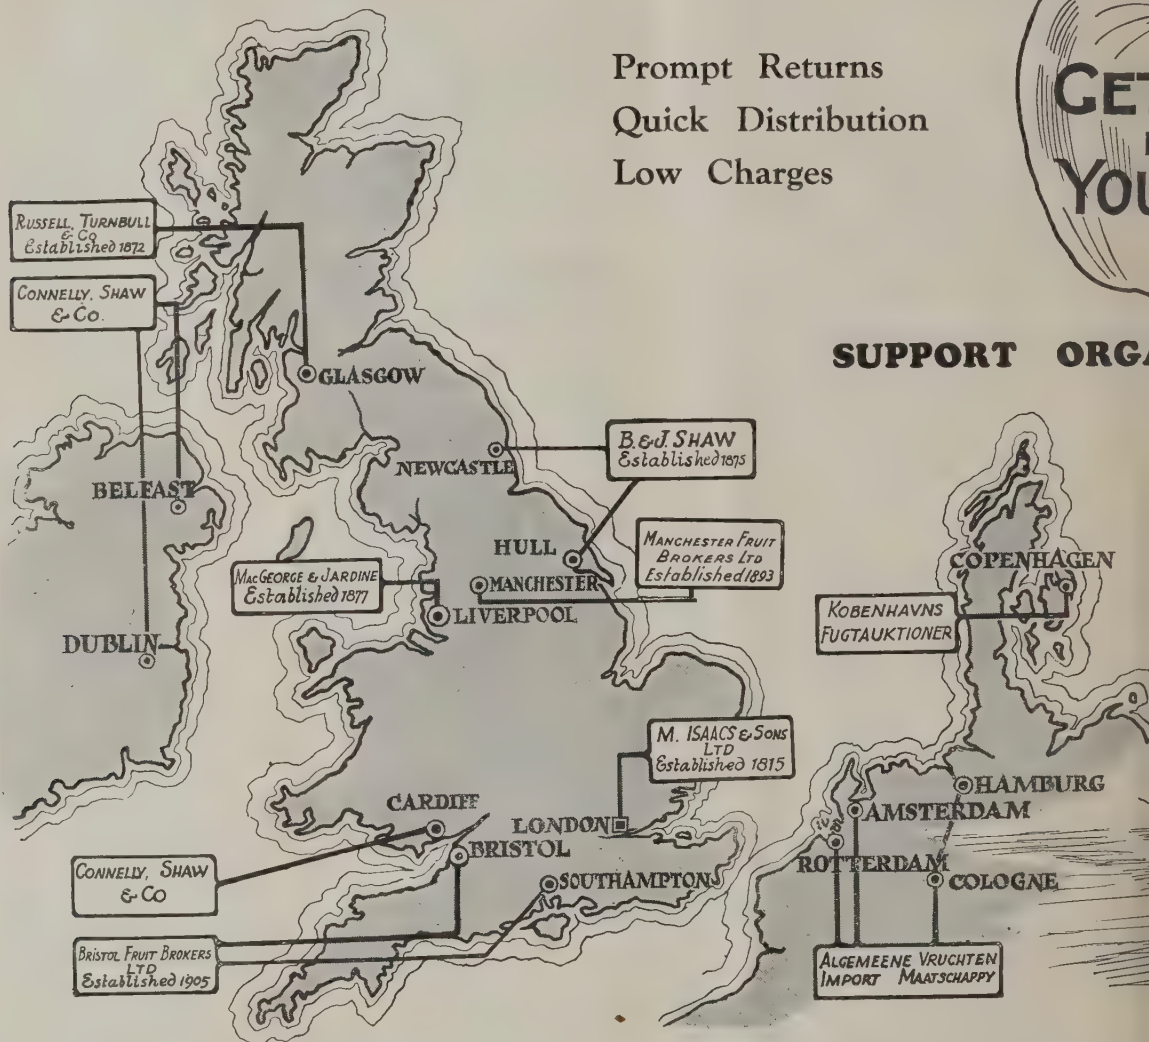 Prompt Returns
Quick Distribution
Low Charges
SUPPORT
RUSSELL, TURNBULL
& Co
Established 1872
CONNELLY, SHAW
& Co.
GLASGOW
B. & J. SHAW
Established 1875
NEWCASTLE
BELFAST
HULL
MANCHESTER FRUIT
BROKERS LTD
Established 1893
MACGEORGE & JARDINE
Established 1877
MANCHESTER
LIVERPOOL
DUBLIN
COPENHAGEN
KOBENHAVNS
FUGTAUKTIONER
M. ISAACS & SONS
LTD
Established 1815
CARDIFF
LONDON
BRISTOL
SOUTHAMPTON
HAMBURG
AMSTERDAM
ROTTERDAM
COLOGNE
CONNELLY, SHAW
& Co
BRISTOL FRUIT BROKERS
LTD
Established 1905
ALGEMEENE VRUCHTEN
IMPORT MAATSCHAPPY